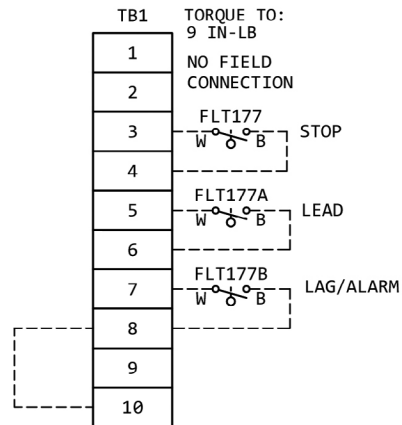 TB1
TORQUE TO:
9 IN-LB
1
NO FIELD
CONNECTION
2
FLT177
3
W B
STOP
4
FLT177A
5
W B
LEAD
6
FLT177B
7
W B
LAG/ALARM
8
9
10